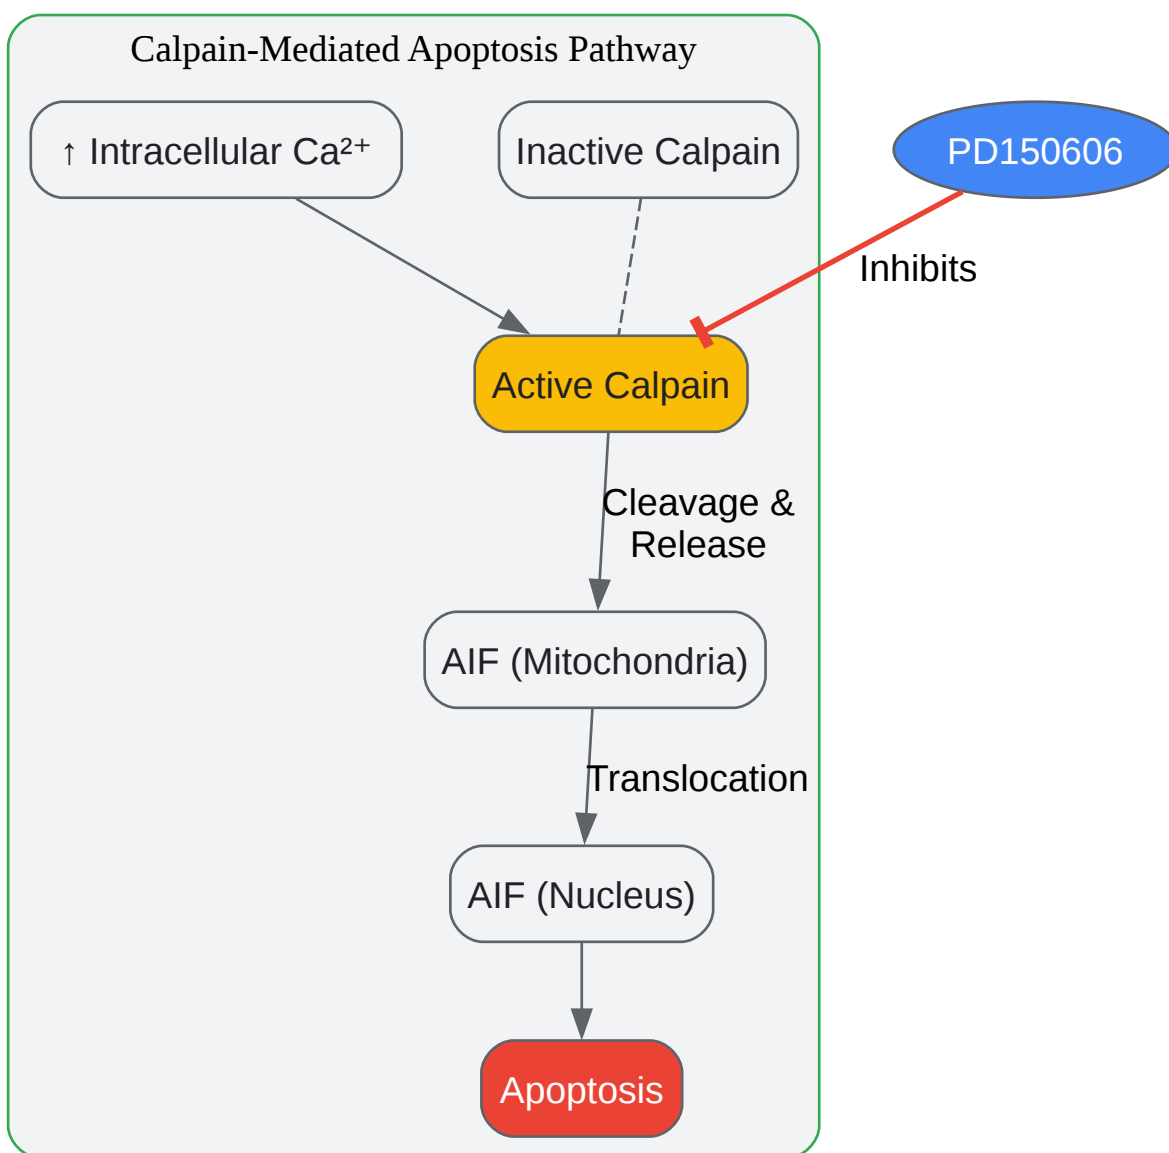 Calpain-Mediated Apoptosis Pathway
↑ Intracellular Ca²⁺
Inactive Calpain
PD150606
Inhibits
Active Calpain
Cleavage &
Release
AIF (Mitochondria)
Translocation
AIF (Nucleus)
Apoptosis